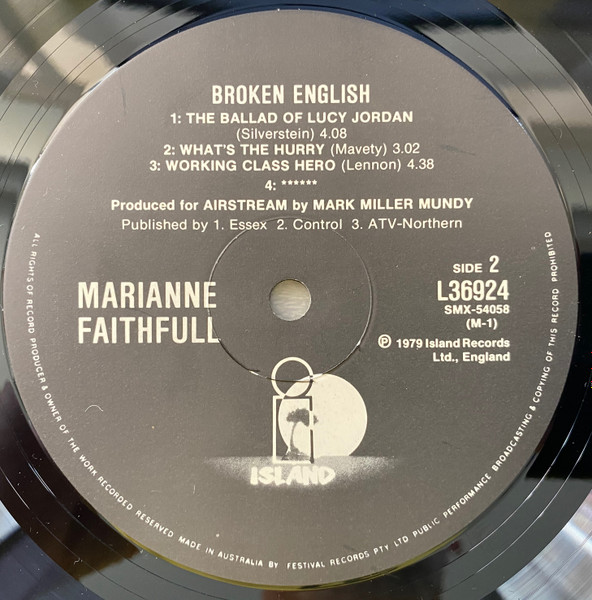 BROKEN ENGLISH
1: THE BALLAD OF LUCY JORDAN
(Silverstein) 4.08
2: WHAT'S THE HURRY (Mavety) 3.02
3: WORKING CLASS HERO (Lennon) 4.38
4: ******
Produced for AIRSTREAM by MARK MILLER MUNDY
Published by 1. Essex 2. Control 3. ATV-Northern
MARIANNE
FAITHFULL
SIDE 2
L36924
SMX-54058
(M-1)
Ⓟ 1979 Island Records
Ltd., England
i
ISLAND
ALL RIGHTS OF RECORD PRODUCER & OWNER OF THE WORK RECORDED RESERVED MADE IN AUSTRALIA BY FESTIVAL RECORDS PTY LTD PUBLIC PERFORMANCE BROADCASTING & COPYING OF THIS RECORD PROHIBITED